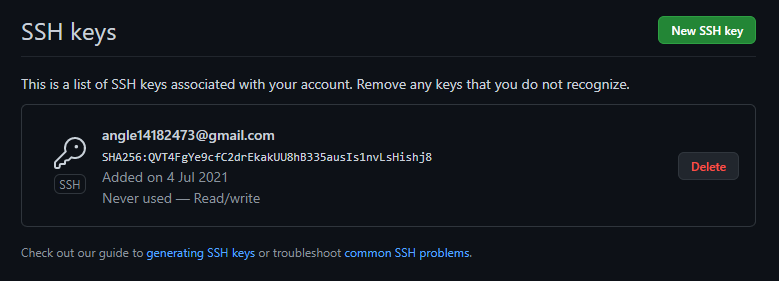 SSH keys
New SSH key
This is a list of SSH keys associated with your account. Remove any keys that you do not recognize.
angle14182473@gmail.com
SHA256:QVT4FgYe9cfC2drEkakUU8hB335ausIs1nvLsHishj8
Added on 4 Jul 2021
Never used — Read/write
SSH
Delete
Check out our guide to generating SSH keys or troubleshoot common SSH problems.